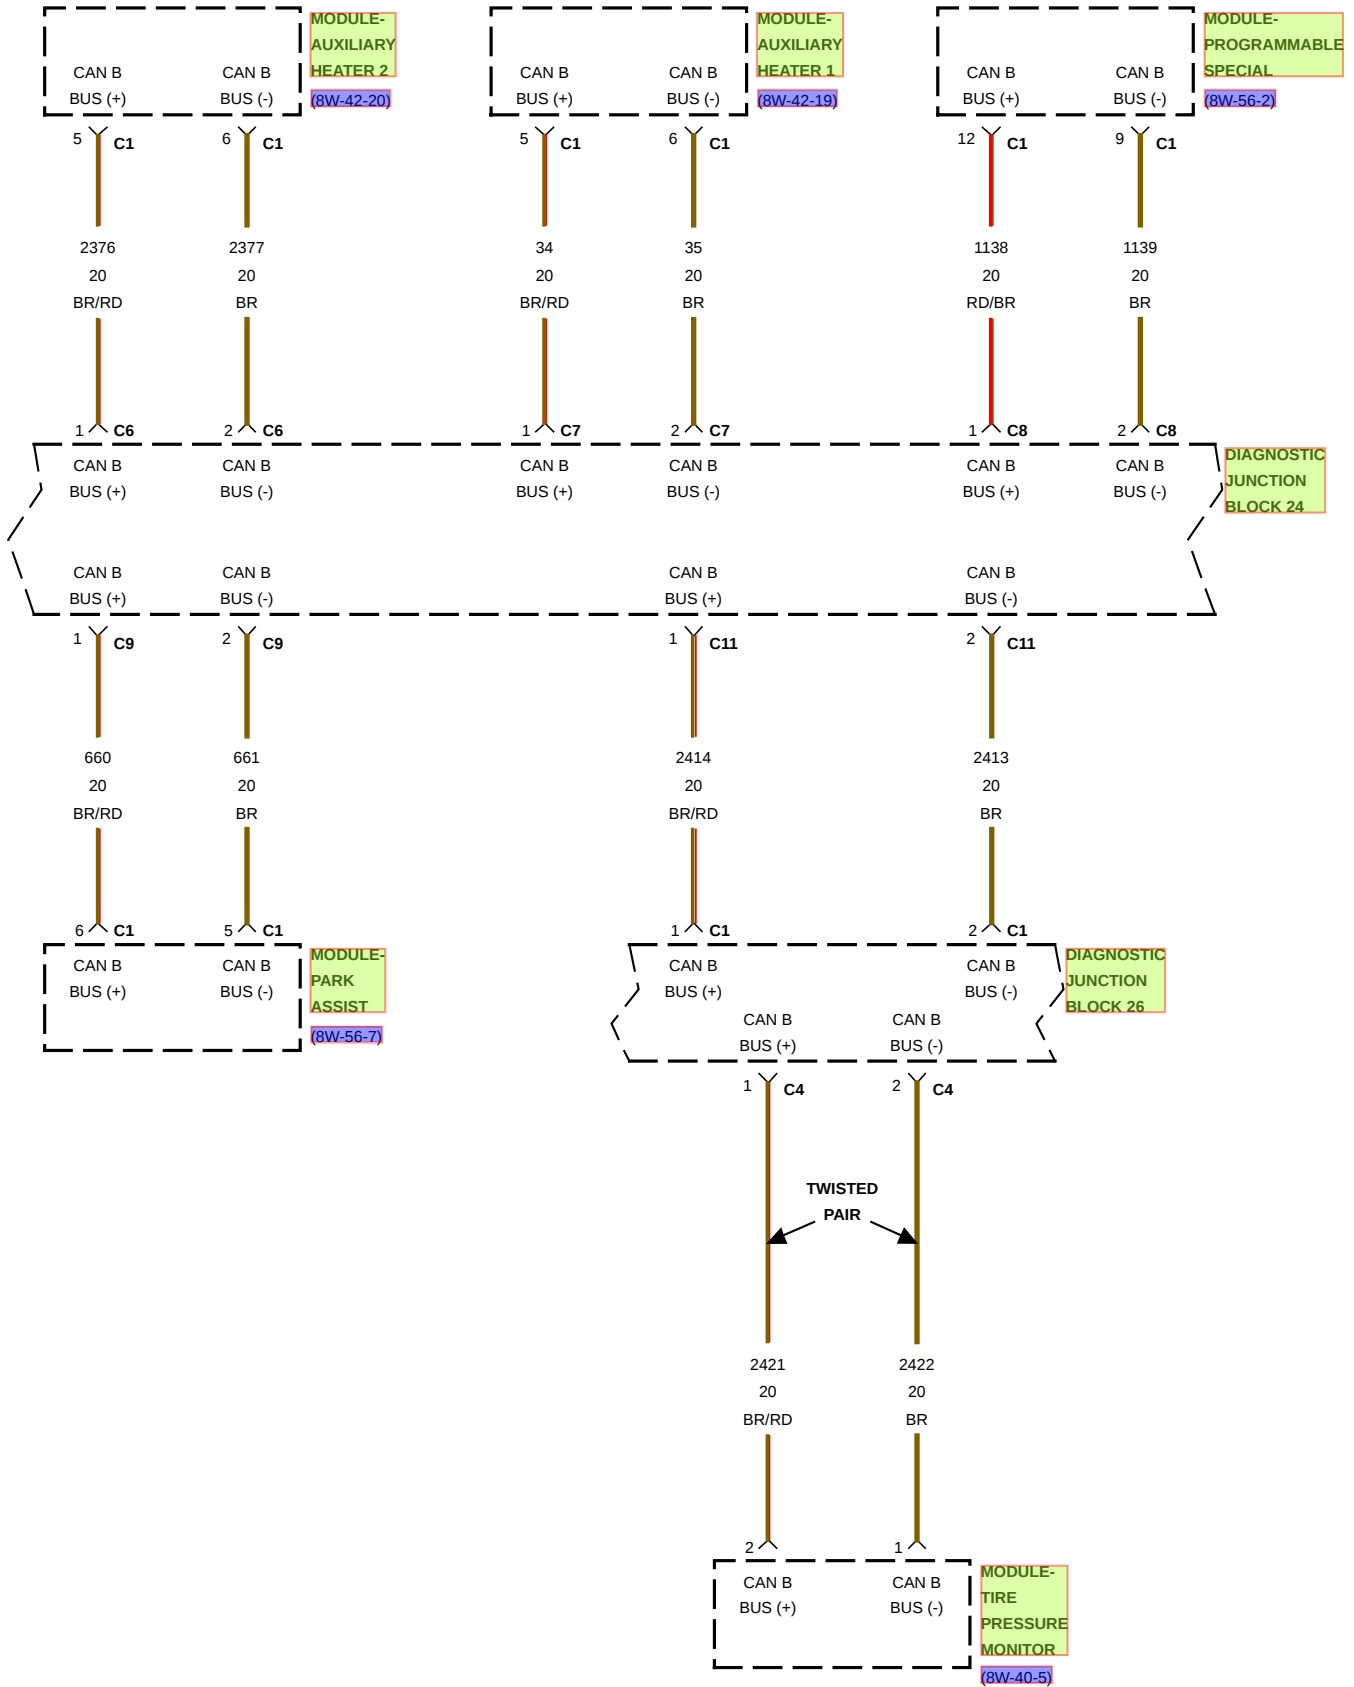 MODULE-
AUXILIARY
HEATER 2
(8W-42-20)
CAN B
BUS (+)
CAN B
BUS (-)
MODULE-
AUXILIARY
HEATER 1
(8W-42-19)
CAN B
BUS (+)
CAN B
BUS (-)
MODULE-
PROGRAMMABLE
SPECIAL
(8W-56-2)
CAN B
BUS (+)
CAN B
BUS (-)
5 C1 6 C1 5 C1 6 C1 12 C1 9 C1
2376 2377 34 35 1138 1139
20 20 20 20 20 20
BR/RD BR BR/RD BR RD/BR BR
1 C6 2 C6 1 C7 2 C7 1 C8 2 C8
CAN B CAN B CAN B CAN B CAN B CAN B
BUS (+) BUS (-) BUS (+) BUS (-) BUS (+) BUS (-)
DIAGNOSTIC
JUNCTION
BLOCK 24
CAN B CAN B CAN B CAN B
BUS (+) BUS (-) BUS (+) BUS (-)
1 C9 2 C9 1 C11 2 C11
660 661 2414 2413
20 20 20 20
BR/RD BR BR/RD BR
6 C1 5 C1 1 C1 2 C1
CAN B CAN B
BUS (+) BUS (-)
MODULE-
PARK
ASSIST
(8W-56-7)
CAN B CAN B
BUS (+) BUS (-)
DIAGNOSTIC
JUNCTION
BLOCK 26
CAN B CAN B
BUS (+) BUS (-)
1 C4 2 C4
TWISTED
PAIR
2421 2422
20 20
BR/RD BR
2 1
CAN B CAN B
BUS (+) BUS (-)
MODULE-
TIRE
PRESSURE
MONITOR
(8W-40-5)